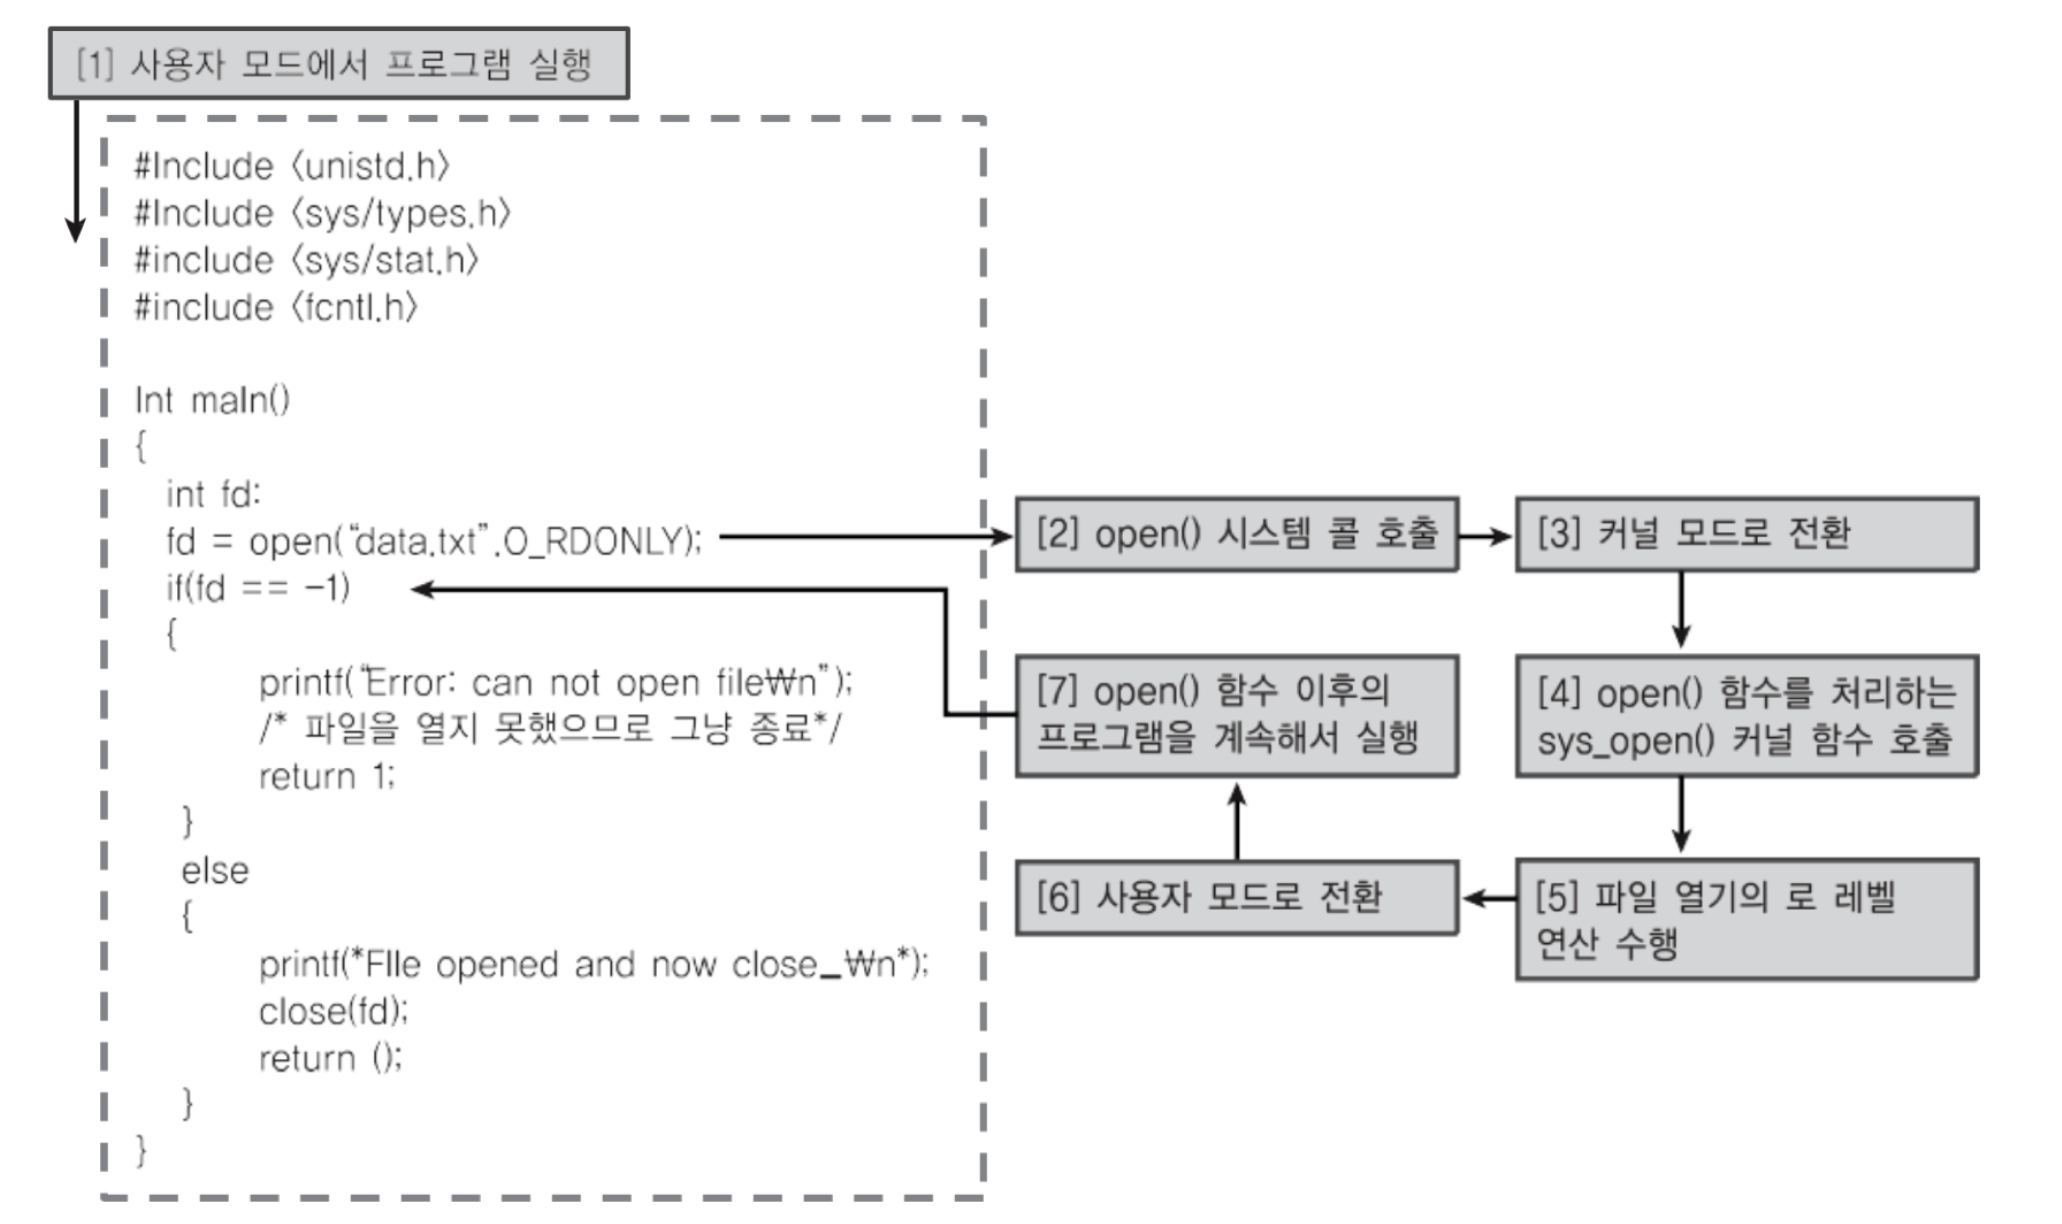 [1] 사용자 모드에서 프로그램 실행
#Include <unistd.h>
#Include <sys/types.h>
#include <sys/stat.h>
#include <fcntl.h>
Int maIn()
{
int fd:
fd = open(“data.txt”.O_RDONLY);
if(fd == -1)
{
printf(“Error: can not open file₩n”);
/* 파일을 열지 못했으므로 그냥 종료*/
return 1;
}
else
{
printf(*FIle opened and now close_₩n*);
close(fd);
return ();
}
}
[2] open() 시스템 콜 호출
[3] 커널 모드로 전환
[4] open() 함수를 처리하는
sys_open() 커널 함수 호출
[5] 파일 열기의 로 레벨
연산 수행
[6] 사용자 모드로 전환
[7] open() 함수 이후의
프로그램을 계속해서 실행